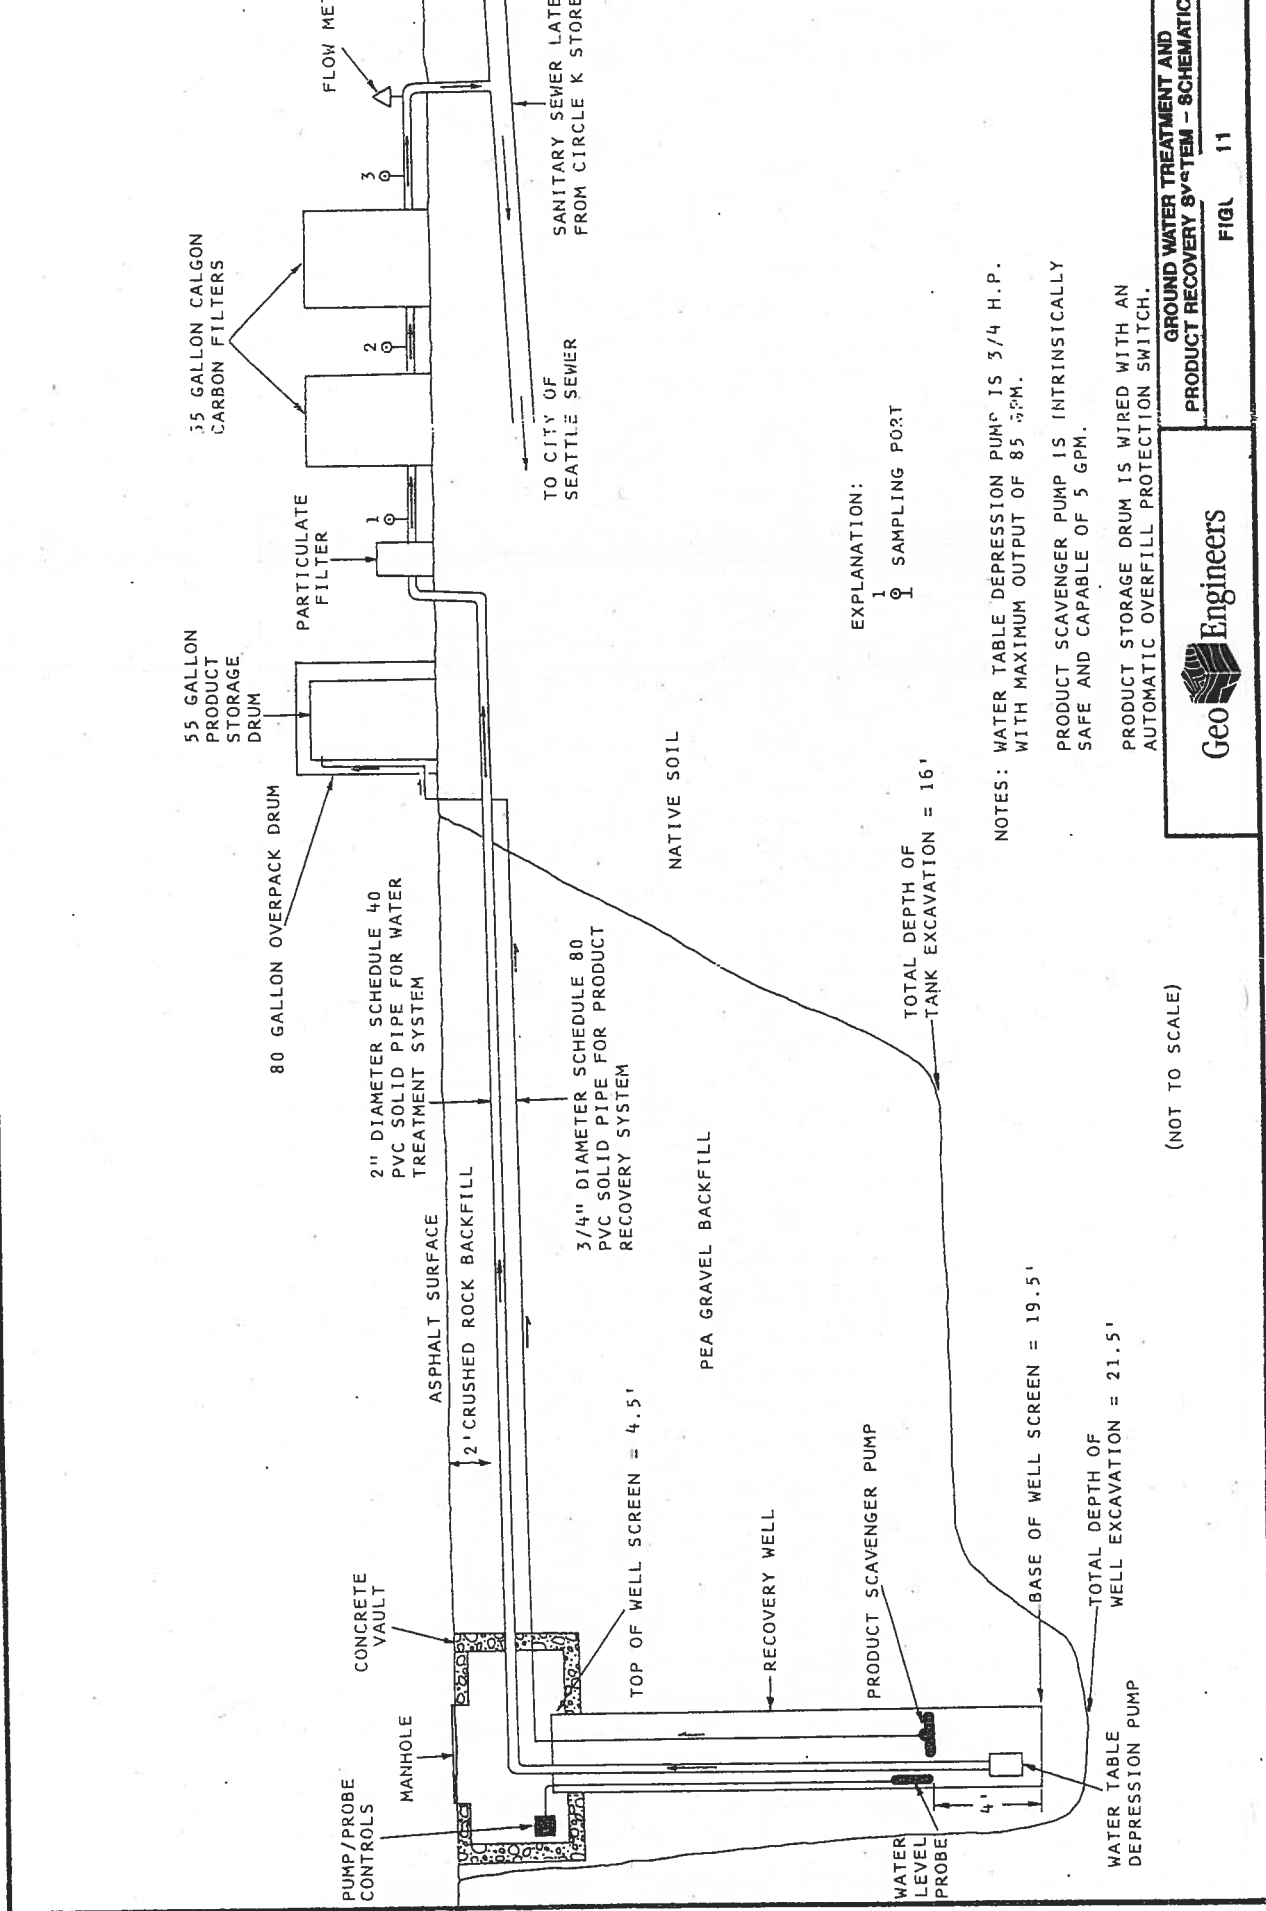 PUMP/PROBE
CONTROLS
MANHOLE
CONCRETE
VAULT
ASPHALT SURFACE
2' CRUSHED ROCK BACKFILL
2" DIAMETER SCHEDULE 40
PVC SOLID PIPE FOR WATER
TREATMENT SYSTEM
80 GALLON OVERPACK DRUM
55 GALLON
PRODUCT
STORAGE
DRUM
PARTICULATE
FILTER
1
55 GALLON CALGON
CARBON FILTERS
2
3
FLOW
SANITARY SEWER
FROM CIRCLE K STORE
TO CITY OF
SEATTLE SEWER
3/4" DIAMETER SCHEDULE 80
PVC SOLID PIPE FOR PRODUCT
RECOVERY SYSTEM
NATIVE SOIL
PEA GRAVEL BACKFILL
TOP OF WELL SCREEN = 4.5'
RECOVERY WELL
PRODUCT SCAVENGER PUMP
WATER
LEVEL
PROBE
4'
TOTAL DEPTH OF
TANK EXCAVATION = 16'
BASE OF WELL SCREEN = 19.5'
TOTAL DEPTH OF
WELL EXCAVATION = 21.5'
WATER TABLE
DEPRESSION PUMP
EXPLANATION:
1
SAMPLING PORT
NOTES: WATER TABLE DEPRESSION PUMP IS 3/4 H.P.
WITH MAXIMUM OUTPUT OF 85 GPM.
PRODUCT SCAVENGER PUMP IS INTRINSICALLY
SAFE AND CAPABLE OF 5 GPM.
PRODUCT STORAGE DRUM IS WIRED WITH AN
AUTOMATIC OVERFILL PROTECTION SWITCH.
(NOT TO SCALE)
Geo Engineers
GROUND WATER TREATMENT AND
PRODUCT RECOVERY SYSTEM - SCHEMATIC
11